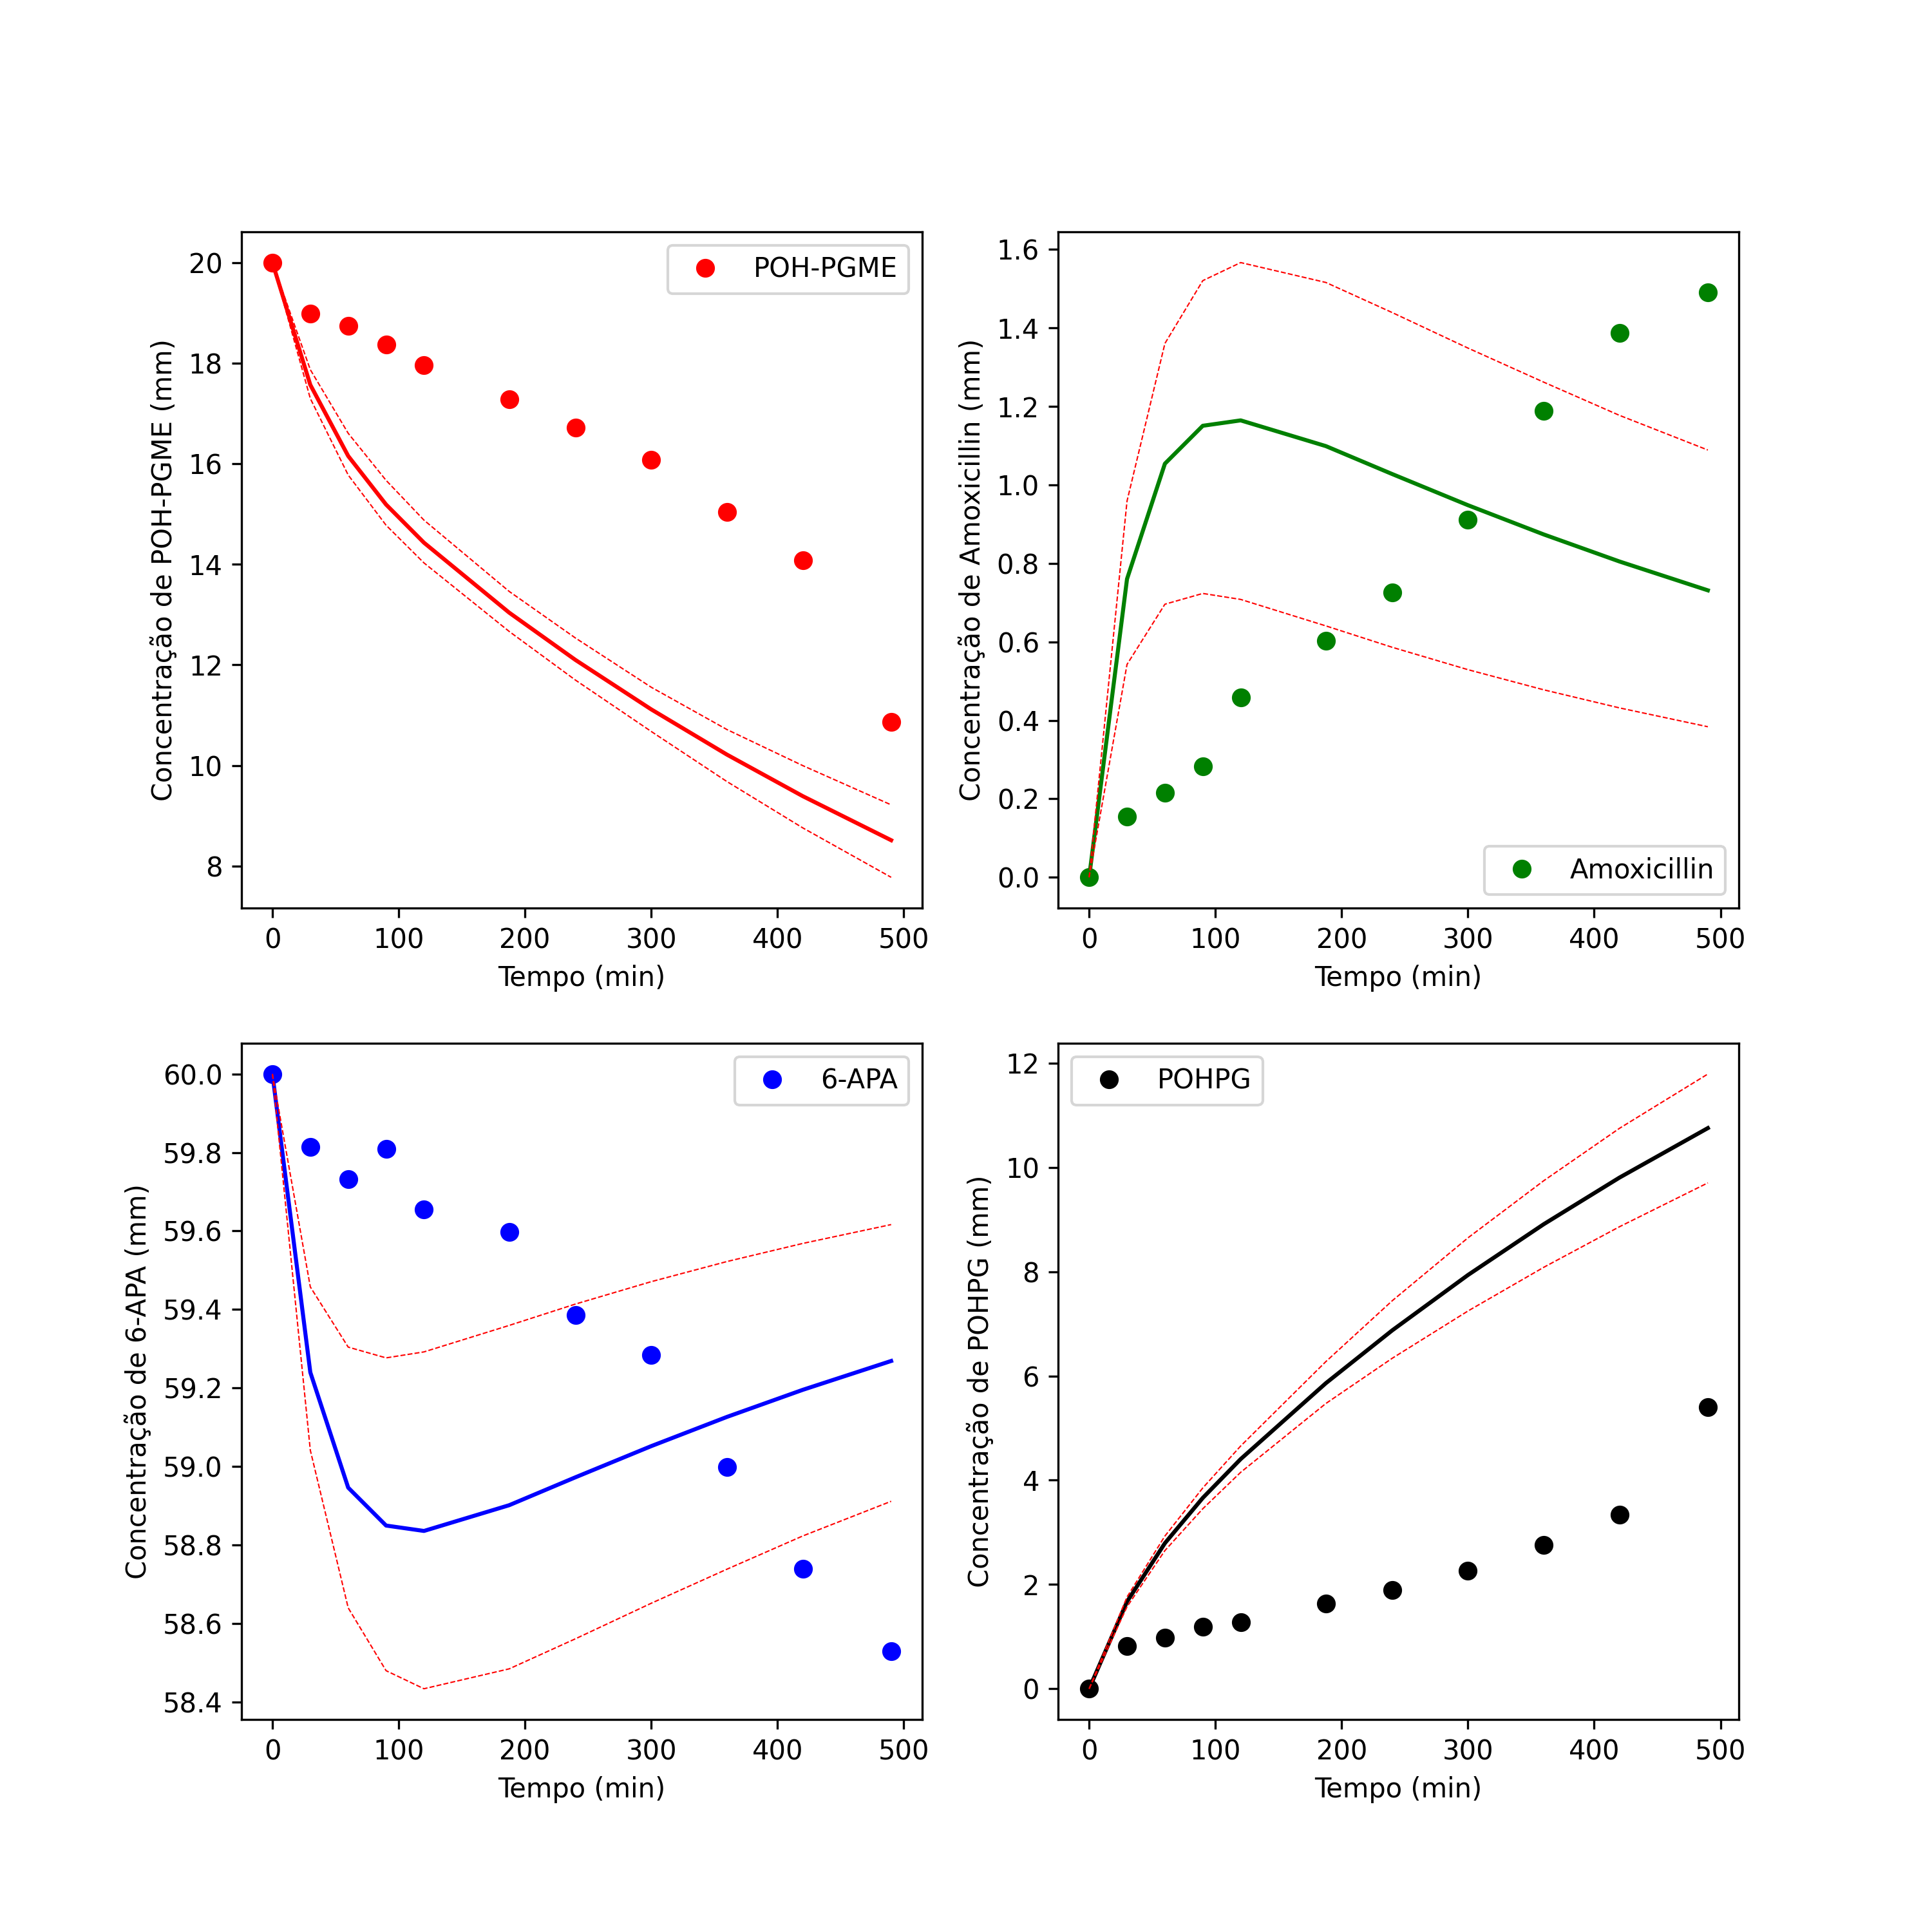 Concentração de POH-PGME (mm)
20
18
16
14
12
10
8
POH-PGME
0 100 200 300 400 500
Tempo (min)
Concentração de Amoxicillin (mm)
1.6
1.4
1.2
1.0
0.8
0.6
0.4
0.2
0.0
Amoxicillin
0 100 200 300 400 500
Tempo (min)
Concentração de 6-APA (mm)
60.0
59.8
59.6
59.4
59.2
59.0
58.8
58.6
58.4
6-APA
0 100 200 300 400 500
Tempo (min)
Concentração de POHPG (mm)
12
10
8
6
4
2
0
POHPG
0 100 200 300 400 500
Tempo (min)